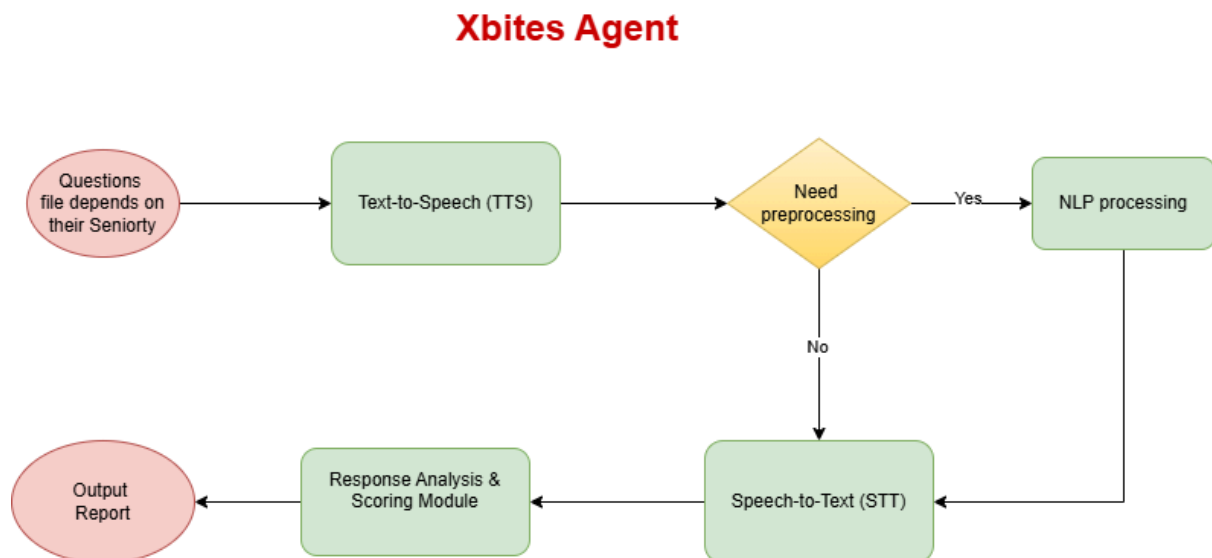 Xbites Agent
Questions
file depends on
their Seniorty
Text-to-Speech (TTS)
Need
preprocessing
Yes
NLP processing
No
Output
Report
Response Analysis &
Scoring Module
Speech-to-Text (STT)